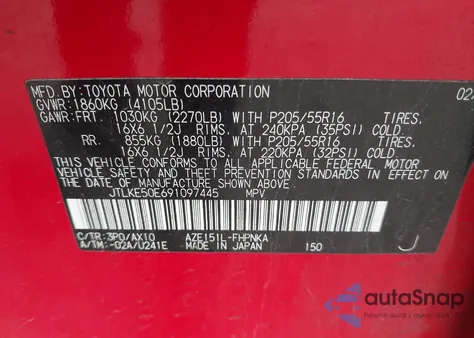 MFD. BY: TOYOTA MOTOR CORPORATION 02
GVWR: 1860KG (4105LB)
GAWR: FRT. 1030KG (2270LB) WITH P205/55R16 TIRES.
16X6 1/2J RIMS. AT 240KPA (35PSI) COLD
RR. 855KG (1880LB) WITH P205/55R16 TIRES.
16X6 1/2J RIMS. AT 220KPA (32PSI) COLD
THIS VEHICLE CONFORMS TO ALL APPLICABLE FEDERAL MOTOR
VEHICLE SAFETY AND THEFT PREVENTION STANDARDS IN EFFECT ON THE
DATE OF MANUFACTURE SHOWN ABOVE.
JTLKE50E691097445 MPV
C/TR: 3P0/AX10 AZE151L-FHPNKA
A/TM: -02A/U241E MADE IN JAPAN 150 J
autoSnap